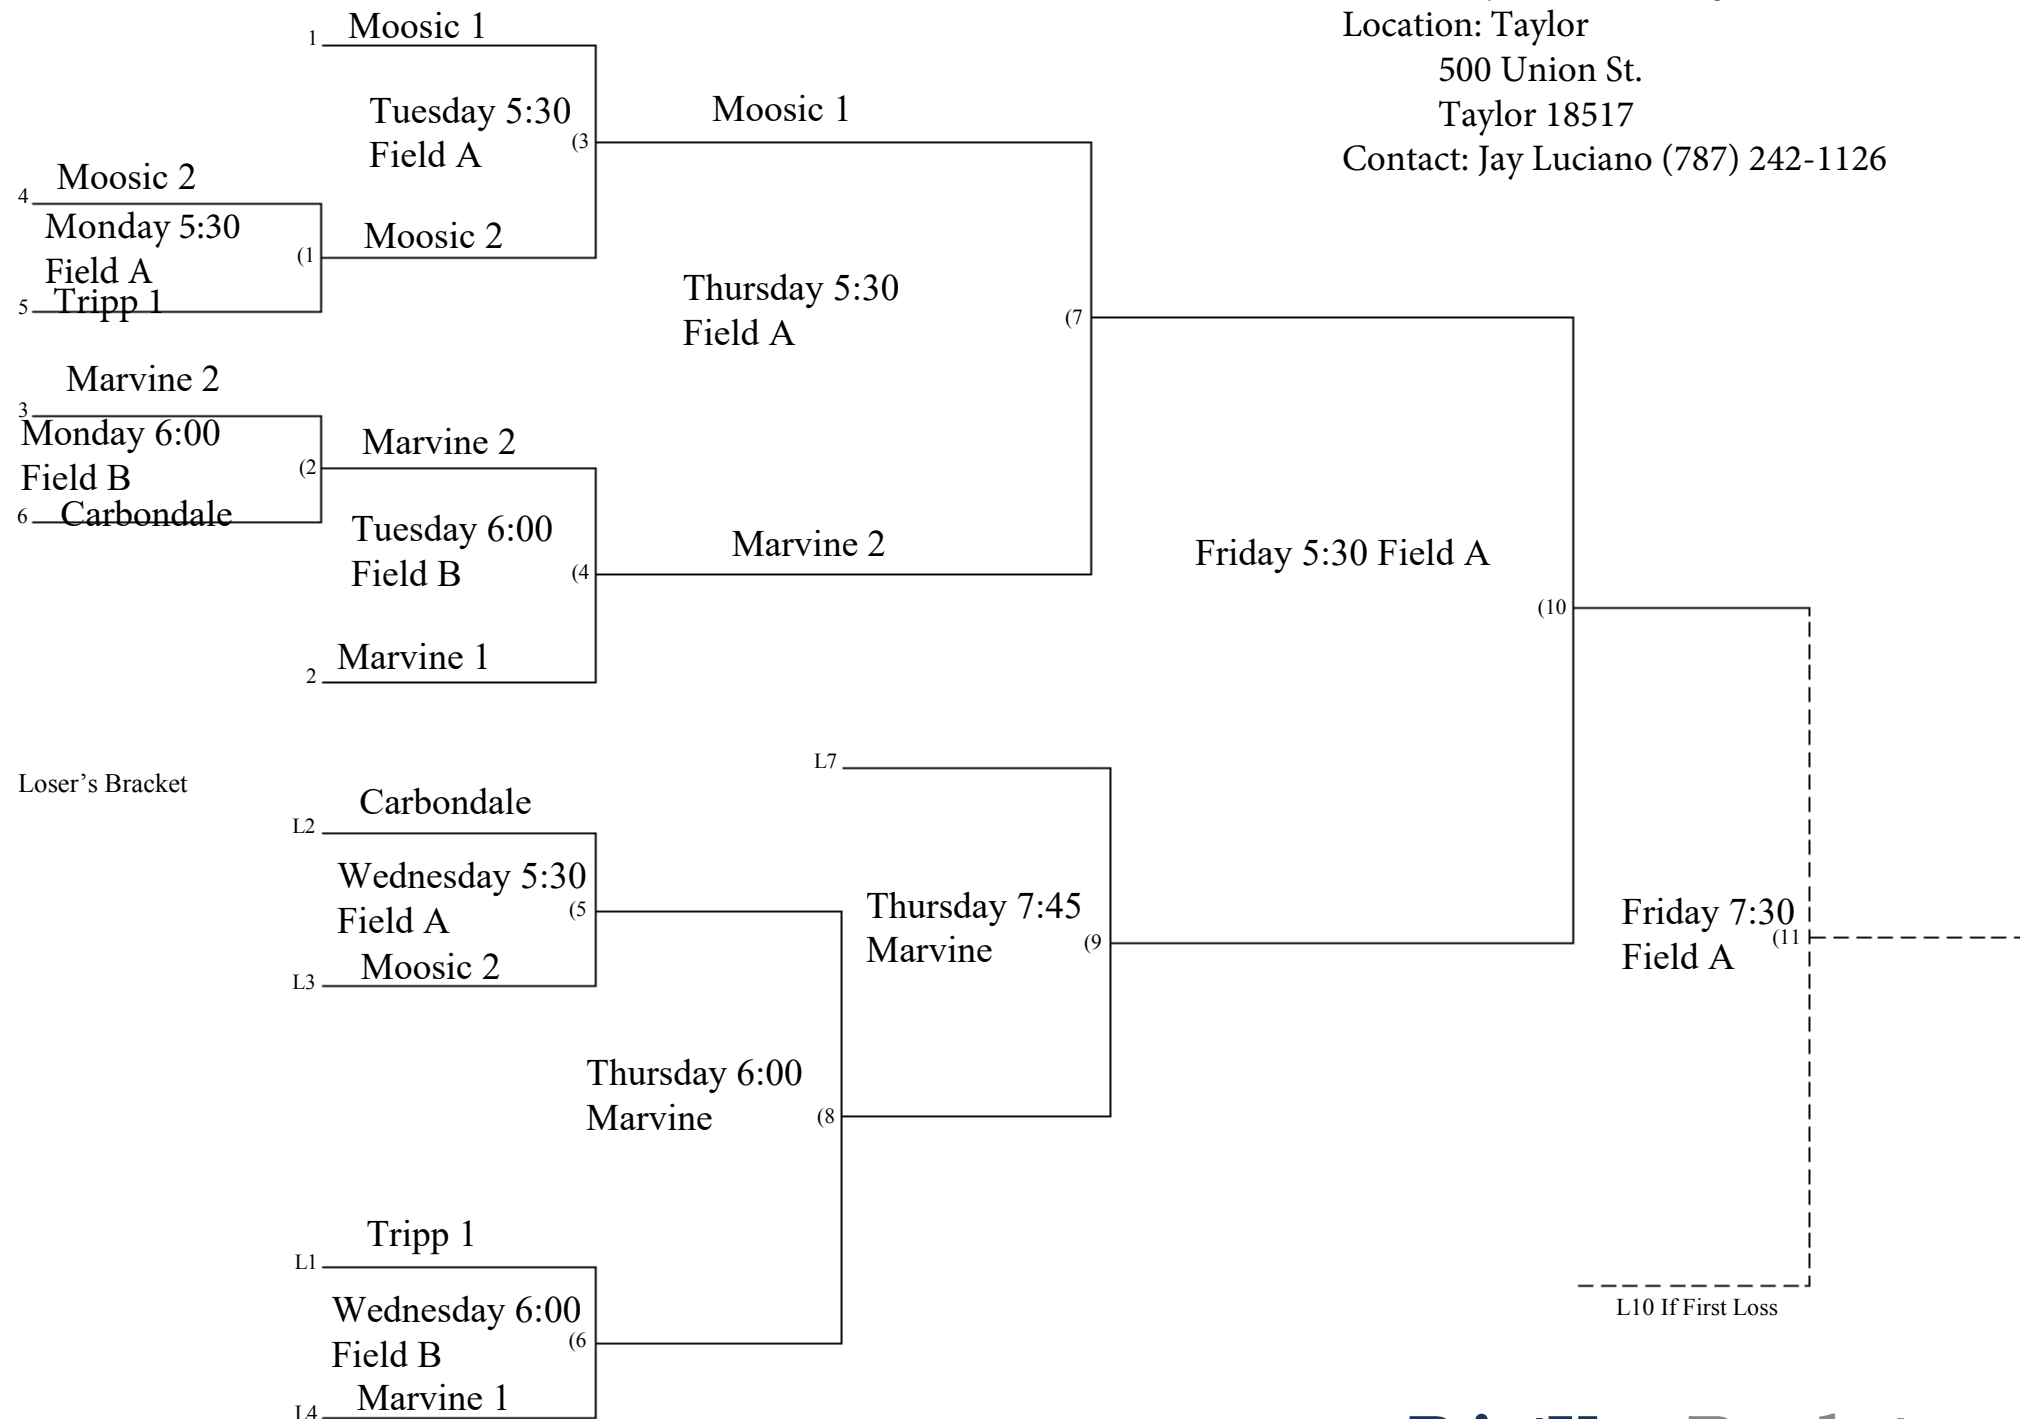 Location: Taylor
500 Union St.
Taylor 18517
Contact: Jay Luciano (787) 242-1126
1 Moosic 1
Tuesday 5:30
Field A
(3
Moosic 1
4 Moosic 2
Monday 5:30
Field A
(1
Moosic 2
5 Tripp 1
Thursday 5:30
Field A
(7
3 Marvine 2
Monday 6:00
Field B
(2
Marvine 2
6 Carbondale
Tuesday 6:00
Field B
(4
Marvine 2
2 Marvine 1
Friday 5:30 Field A
(10
Loser’s Bracket
L7
L2 Carbondale
Wednesday 5:30
Field A
(5
L3 Moosic 2
Thursday 7:45
Marvine
(9
Friday 7:30
Field A
(11
Thursday 6:00
Marvine
(8
L1 Tripp 1
Wednesday 6:00
Field B
(6
L4 Marvine 1
L10 If First Loss